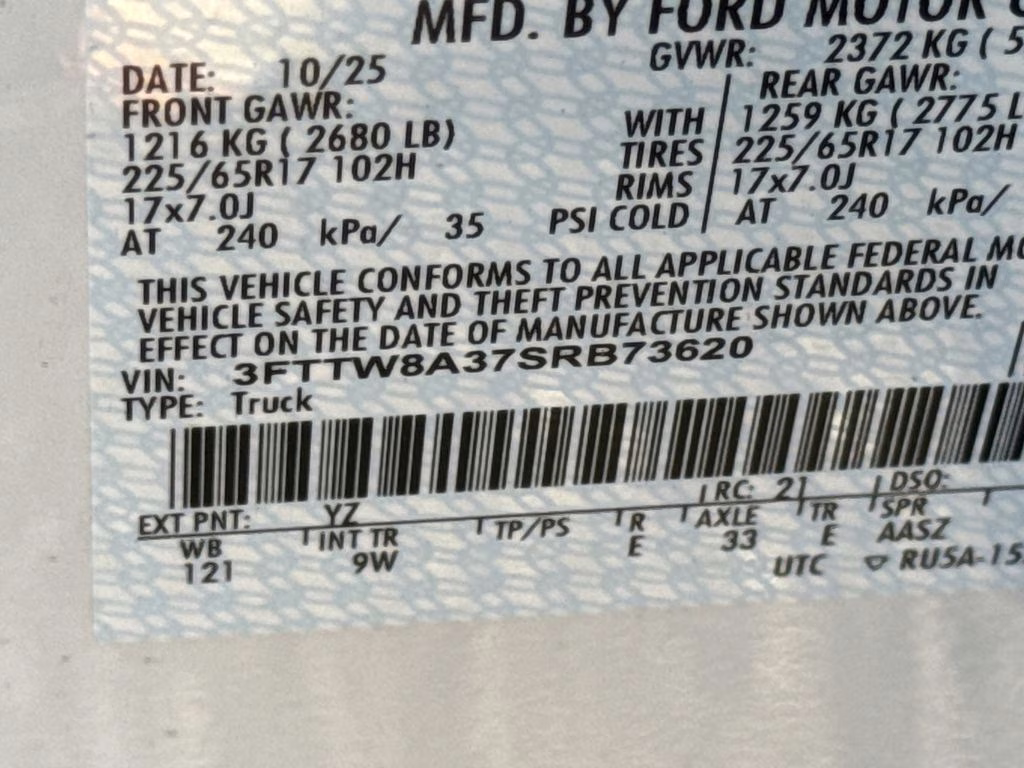 MFD. BY FORD MOTOR
DATE: 10/25 GVWR: 2372 KG ( 5
FRONT GAWR: REAR GAWR:
1216 KG ( 2680 LB) WITH 1259 KG ( 2775 L
225/65R17 102H TIRES 225/65R17 102H
17x7.0J RIMS 17x7.0J
AT 240 kPa/ 35 PSI COLD AT 240 kPa/
THIS VEHICLE CONFORMS TO ALL APPLICABLE FEDERAL MO
VEHICLE SAFETY AND THEFT PREVENTION STANDARDS IN
EFFECT ON THE DATE OF MANUFACTURE SHOWN ABOVE.
VIN: 3FTTW8A37SRB73620
TYPE: Truck
EXT PNT: YZ RC: 21 DSO:
WB INT TR TP/PS R AXLE TR SPR
121 9W E 33 E AASZ
UTC ▽ RU5A-15